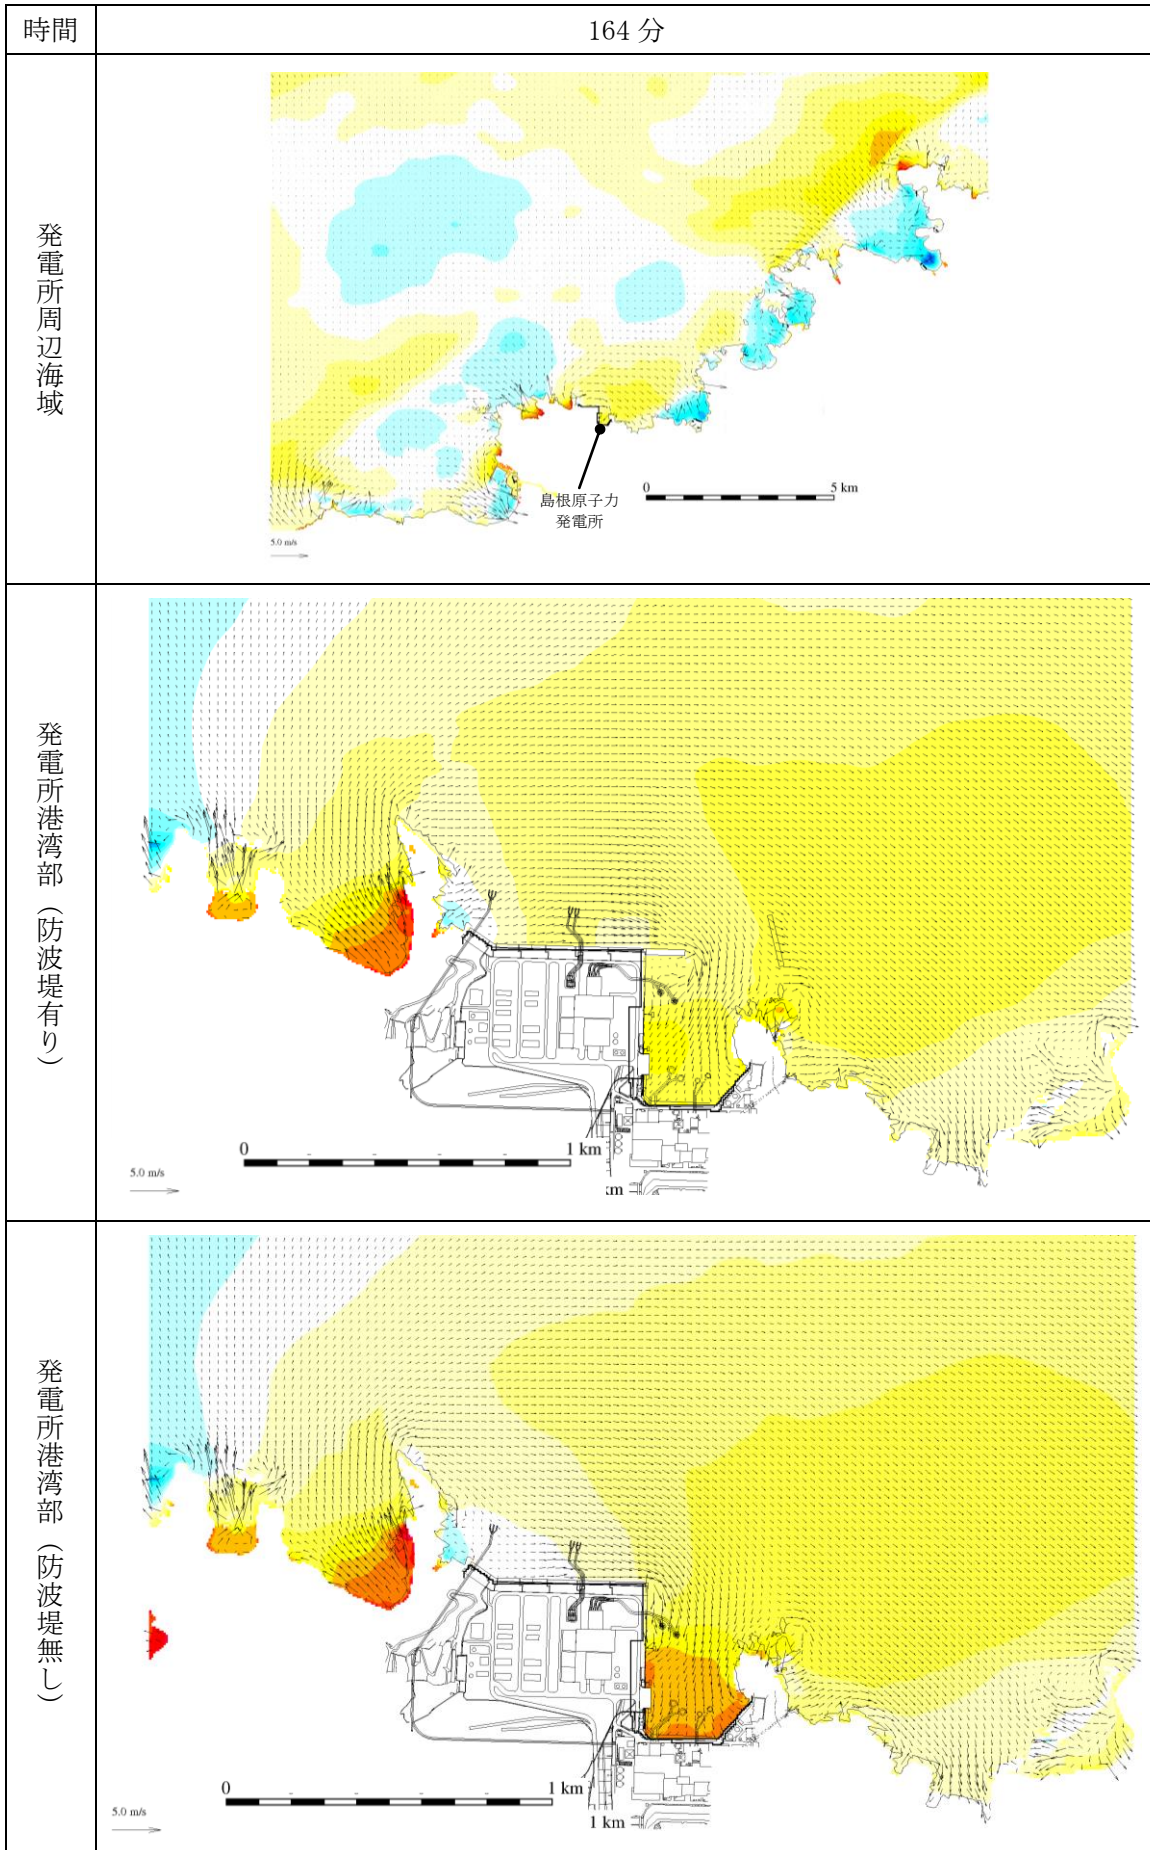 時間
164 分
発電所周辺海域
島根原子力
発電所
0
5 km
5.0 m/s
発電所港湾部（防波堤有り）
0
1 km
5.0 m/s
km
発電所港湾部（防波堤無し）
0
1 km
5.0 m/s
1 km